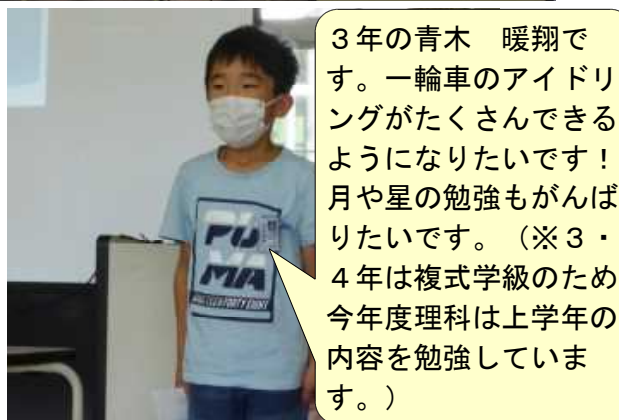 ３年の青木　暖翔で
す。一輪車のアイドリ
ングがたくさんできる
ようになりたいです！
月や星の勉強もがんば
りたいです。（※３・
４年は複式学級のため
今年度理科は上学年の
内容を勉強していま
す。）
PU
MA